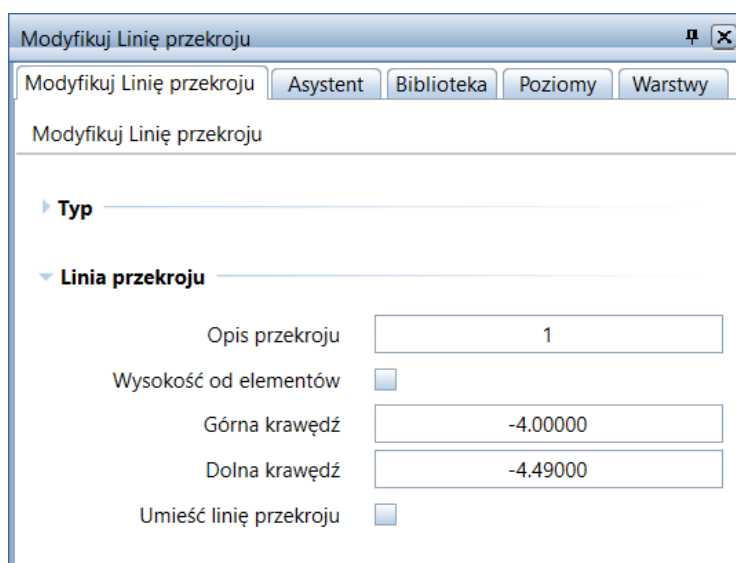 Modyfikuj Linię przekroju
Modyfikuj Linię przekroju Asystent Biblioteka Poziomy Warstwy
Modyfikuj Linię przekroju
Typ
Linia przekroju
Opis przekroju 1
Wysokość od elementów
Górna krawędź -4.00000
Dolna krawędź -4.49000
Umieść linię przekroju